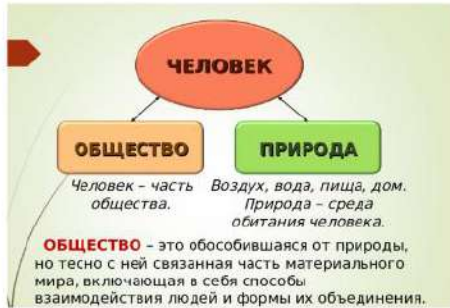 ЧЕЛОВЕК
ОБЩЕСТВО
ПРИРОДА
Человек – часть
общества.
Воздух, вода, пища, дом.
Природа – среда
обитания человека.
ОБЩЕСТВО – это обособившаяся от природы,
но тесно с ней связанная часть материального
мира, включающая в себя способы
взаимодействия людей и формы их объединения.